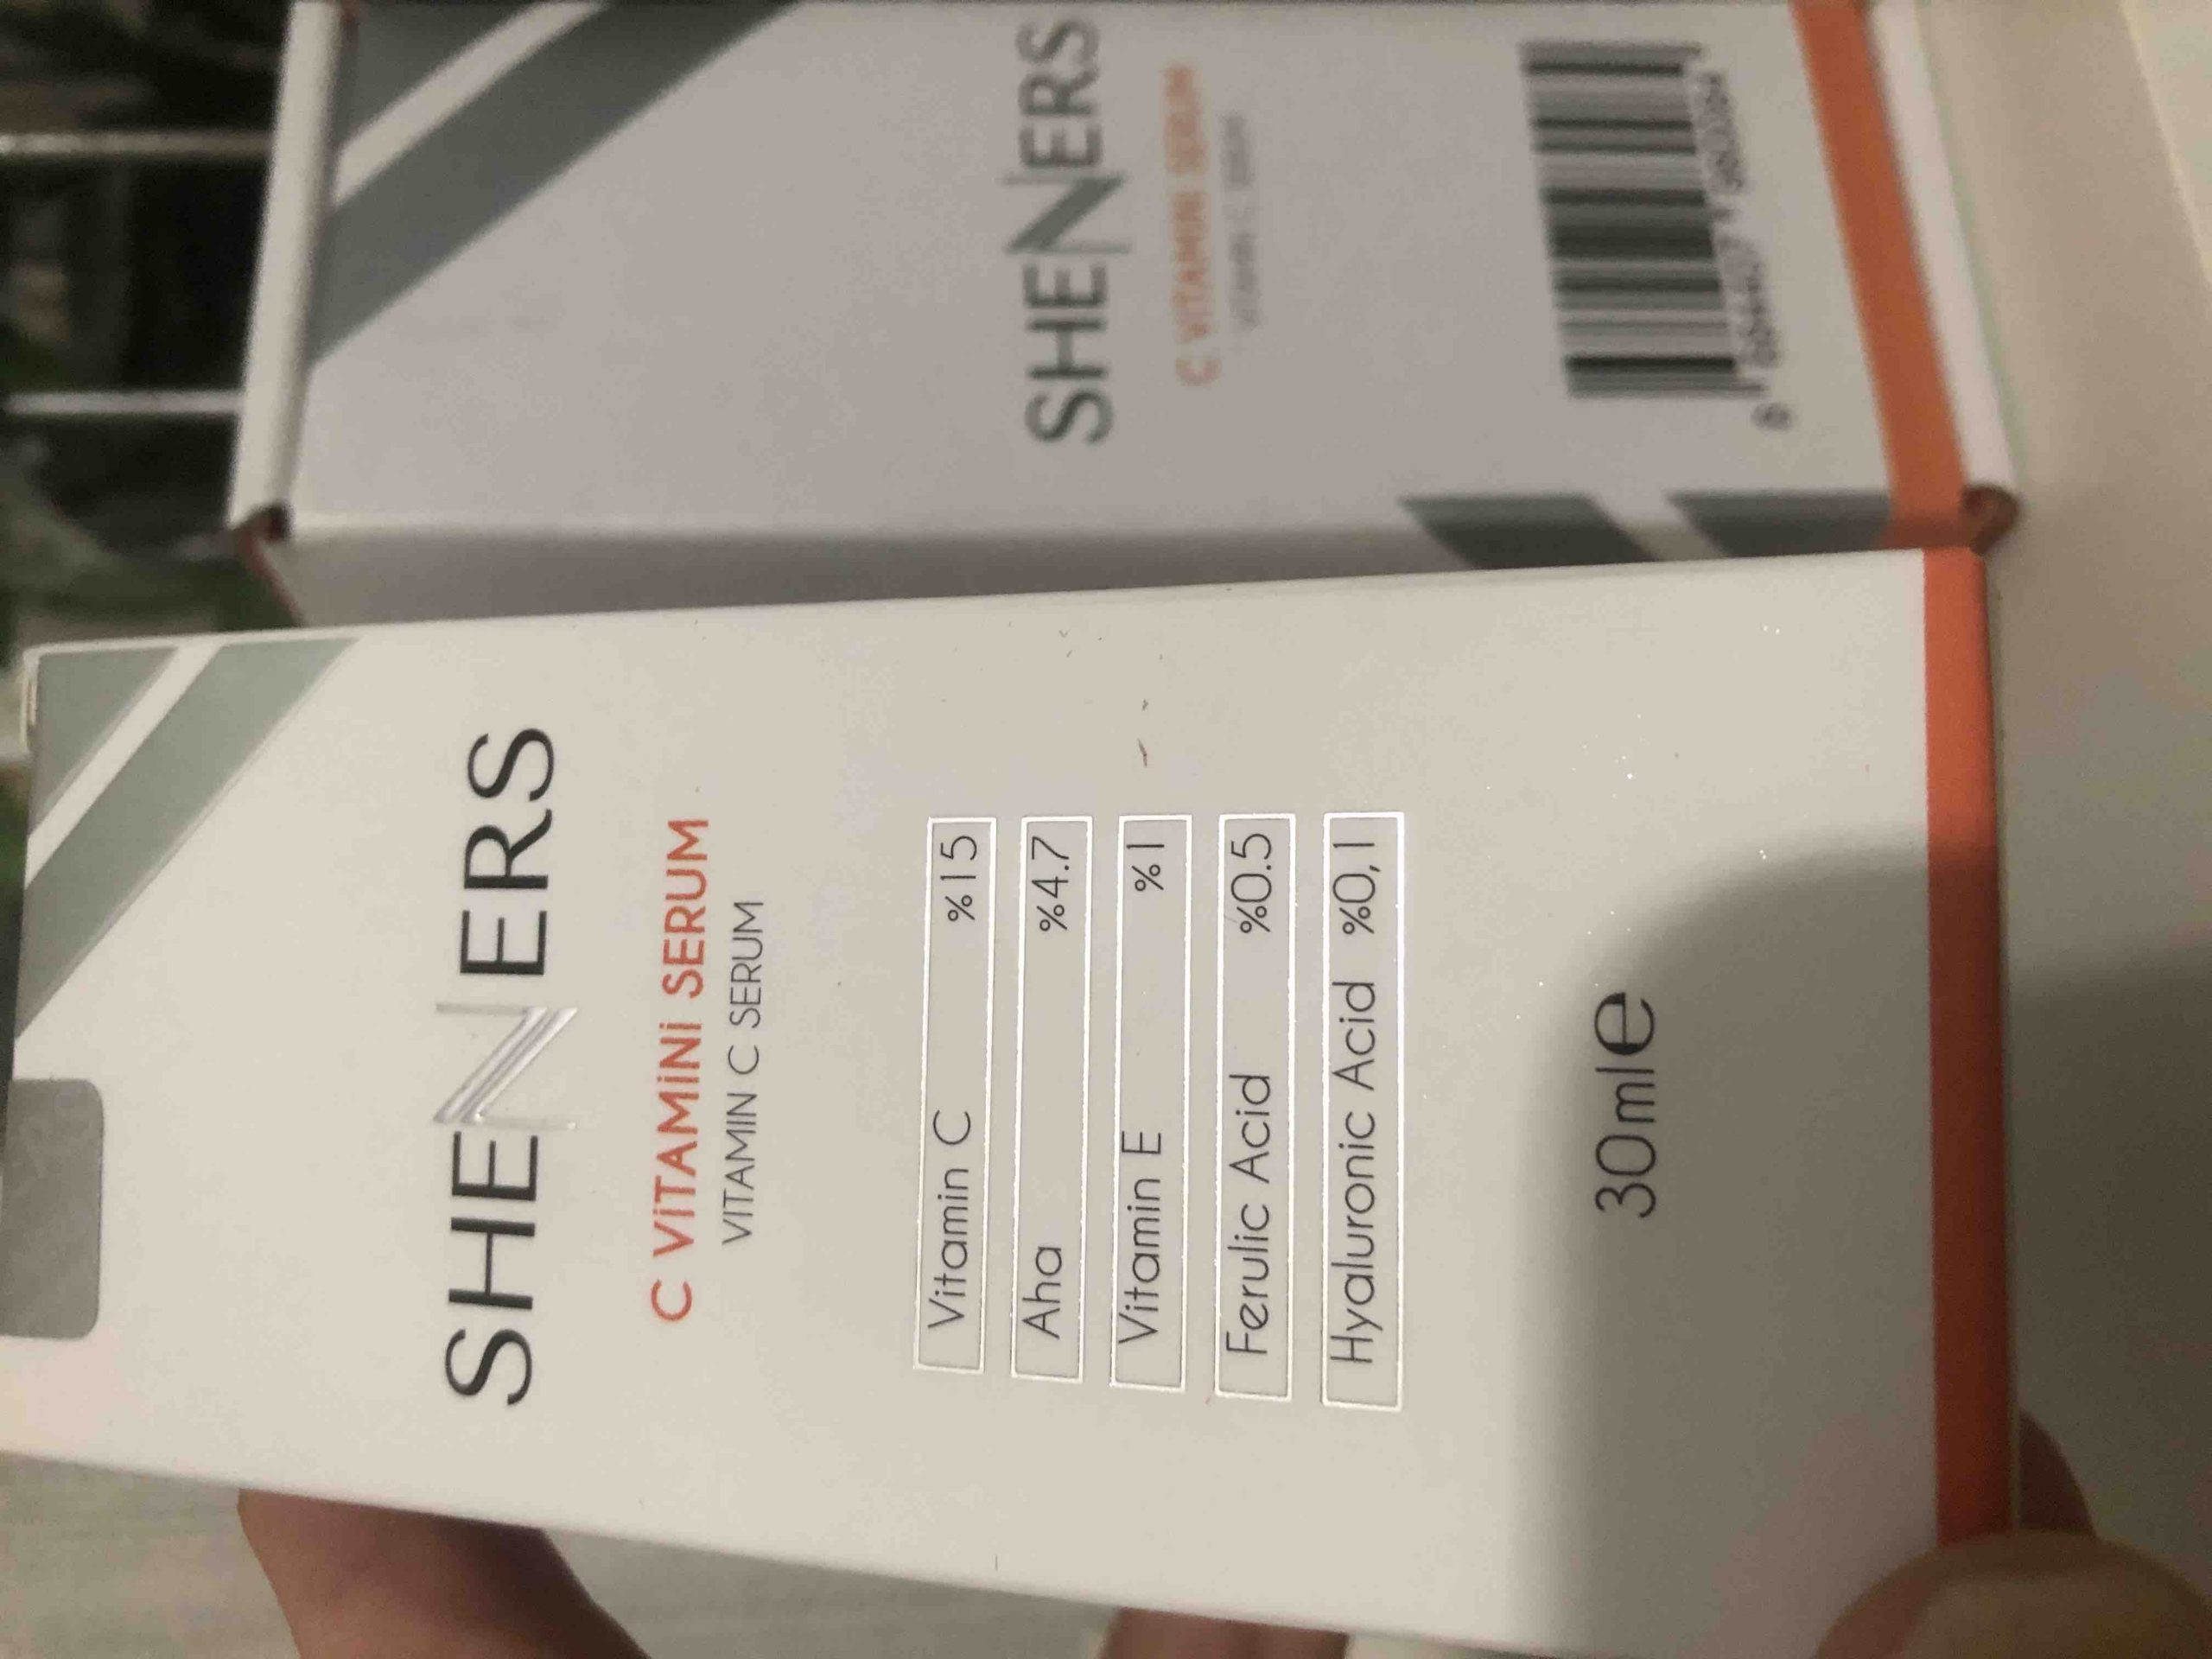 SHENERS
C VİTAMİNİ SERUM
VITAMIN C SERUM
Vitamin C %15
Aha %4.7
Vitamin E %1
Ferulic Acid %0.5
Hyaluronic Acid %0,1
30ml e
SHENERS
C VİTAMİNİ SERUM
VITAMIN C SERUM